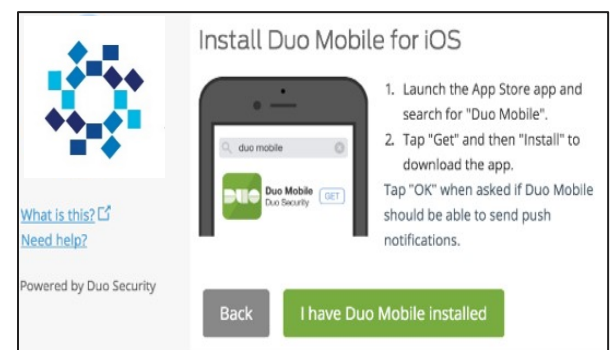 Install Duo Mobile for iOS
1. Launch the App Store app and
search for "Duo Mobile".
2. Tap "Get" and then "Install" to
download the app.
Tap "OK" when asked if Duo Mobile
should be able to send push
notifications.
duo mobile
DUO
Duo Mobile
Duo Security
GET
What is this?
Need help?
Powered by Duo Security
Back
I have Duo Mobile installed